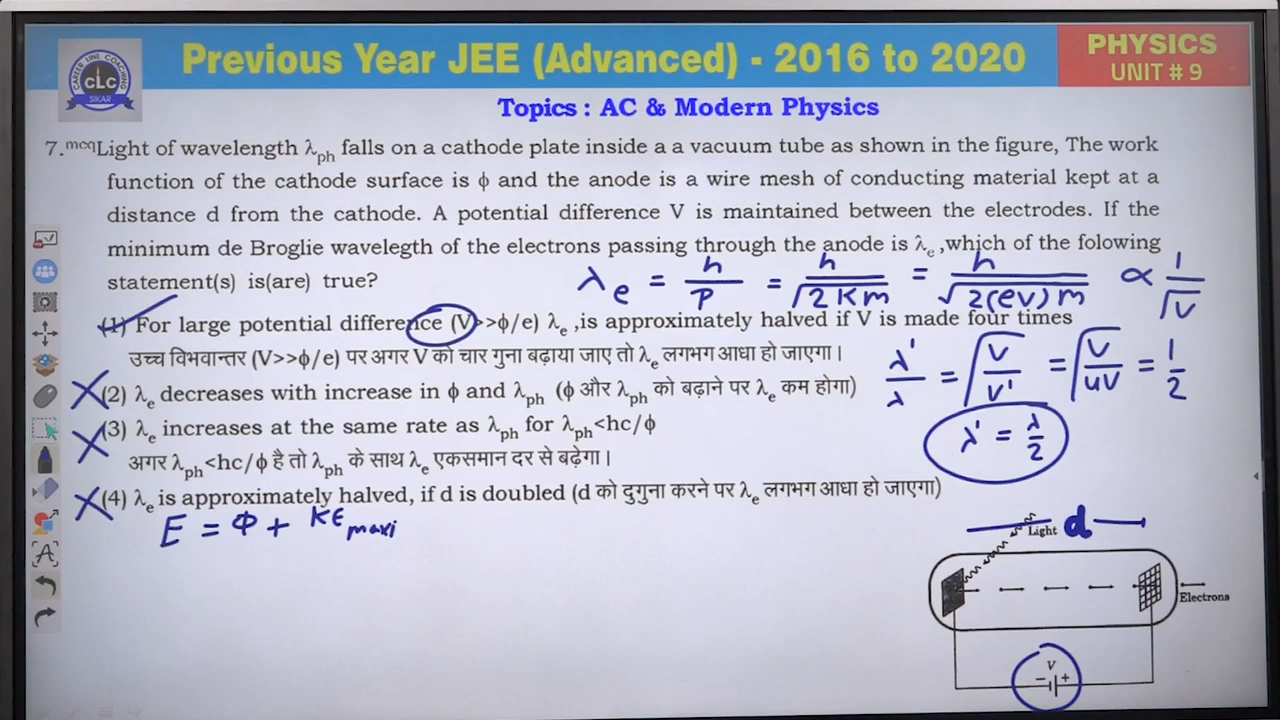 Previous Year JEE (Advanced) - 2016 to 2020
PHYSICS
UNIT # 9
CAREER LINE COACHING
CLC
SIKAR
Topics : AC & Modern Physics
7.mcq Light of wavelength λph falls on a cathode plate inside a a vacuum tube as shown in the figure, The work
function of the cathode surface is ϕ and the anode is a wire mesh of conducting material kept at a
distance d from the cathode. A potential difference V is maintained between the electrodes. If the
minimum de Broglie wavelegth of the electrons passing through the anode is λe ,which of the folowing
statement(s) is(are) true?
λe = h/P = h/√2Km = h/√2(eV)m ∝ 1/√V
(1) For large potential difference (V>>ϕ/e) λe ,is approximately halved if V is made four times
उच्च विभवान्तर (V>>ϕ/e) पर अगर V को चार गुना बढ़ाया जाए तो λe लगभग आधा हो जाएगा।
λ'/λ = √V/V' = √V/4V = 1/2
(2) λe decreases with increase in ϕ and λph (ϕ और λph को बढ़ाने पर λe कम होगा)
(3) λe increases at the same rate as λph for λph<hc/ϕ
λ' = λ/2
अगर λph<hc/ϕ है तो λph के साथ λe एकसमान दर से बढ़ेगा।
(4) λe is approximately halved, if d is doubled (d को दुगुना करने पर λe लगभग आधा हो जाएगा)
E = Φ + KE maxi
Light
d
Electrons
V
− +